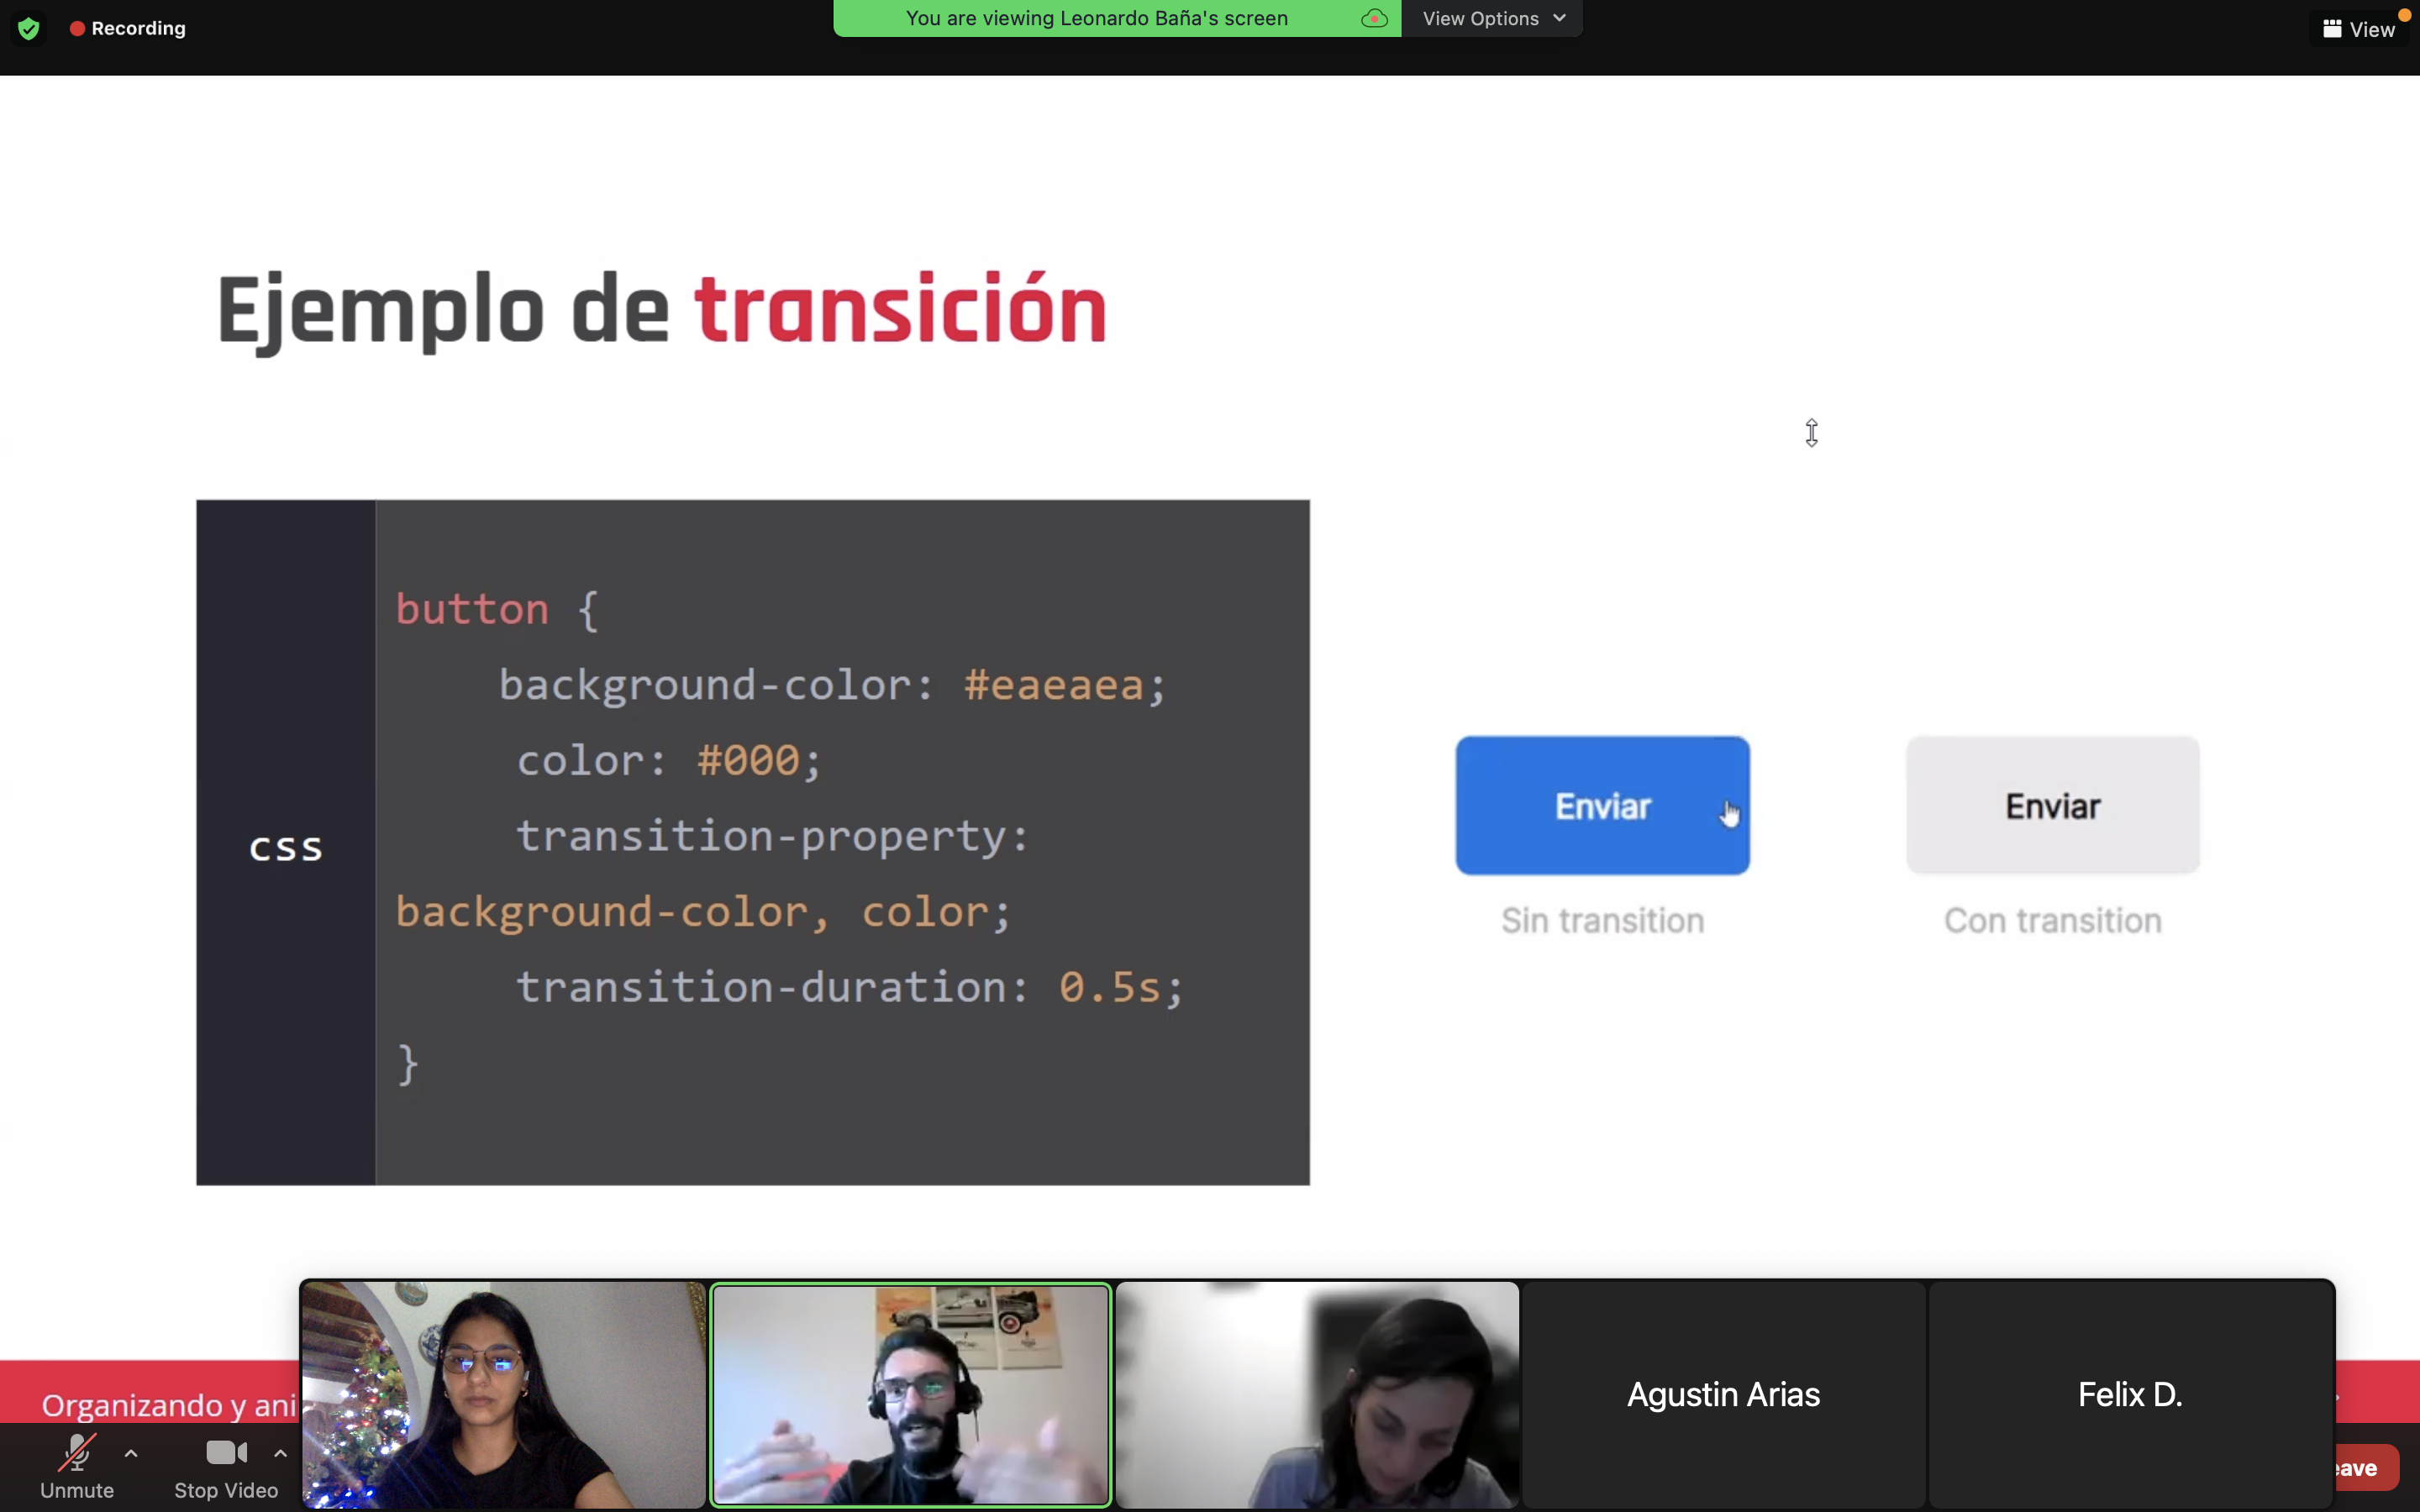 Recording
You are viewing Leonardo Baña's screen
View Options
View
Ejemplo de transición
css
button {
background-color: #eaeaea;
color: #000;
transition-property:
background-color, color;
transition-duration: 0.5s;
}
Enviar
Enviar
Sin transition
Con transition
Organizando y ani
Agustin Arias
Felix D.
Unmute
Stop Video
eave